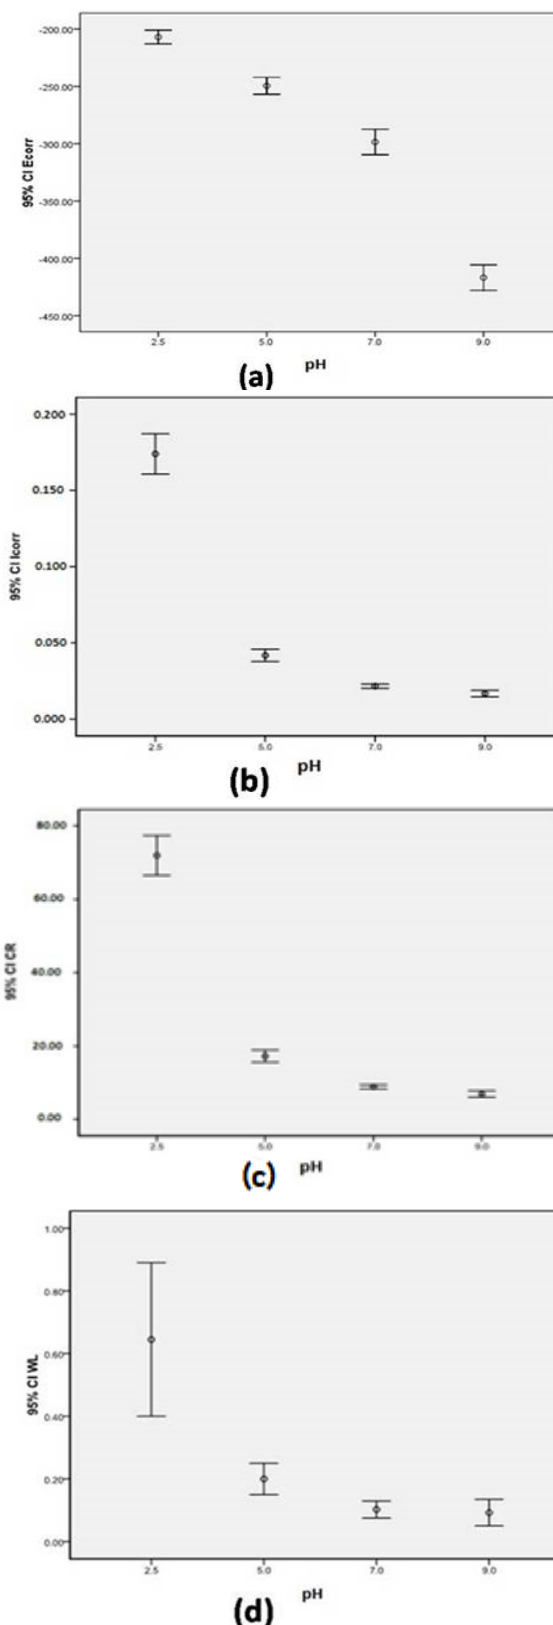 95% CI Ecorr
-200.00
-250.00
-300.00
-350.00
-400.00
-450.00
2.5 5.0 7.0 9.0
pH
(a)
95% CI Icorr
0.200
0.150
0.100
0.050
0.000
2.5 5.0 7.0 9.0
pH
(b)
95% CI CR
80.00
60.00
40.00
20.00
0.00
2.5 5.0 7.0 9.0
pH
(c)
95% CI WL
1.00
0.80
0.60
0.40
0.20
0.00
2.5 5.0 7.0 9.0
pH
(d)